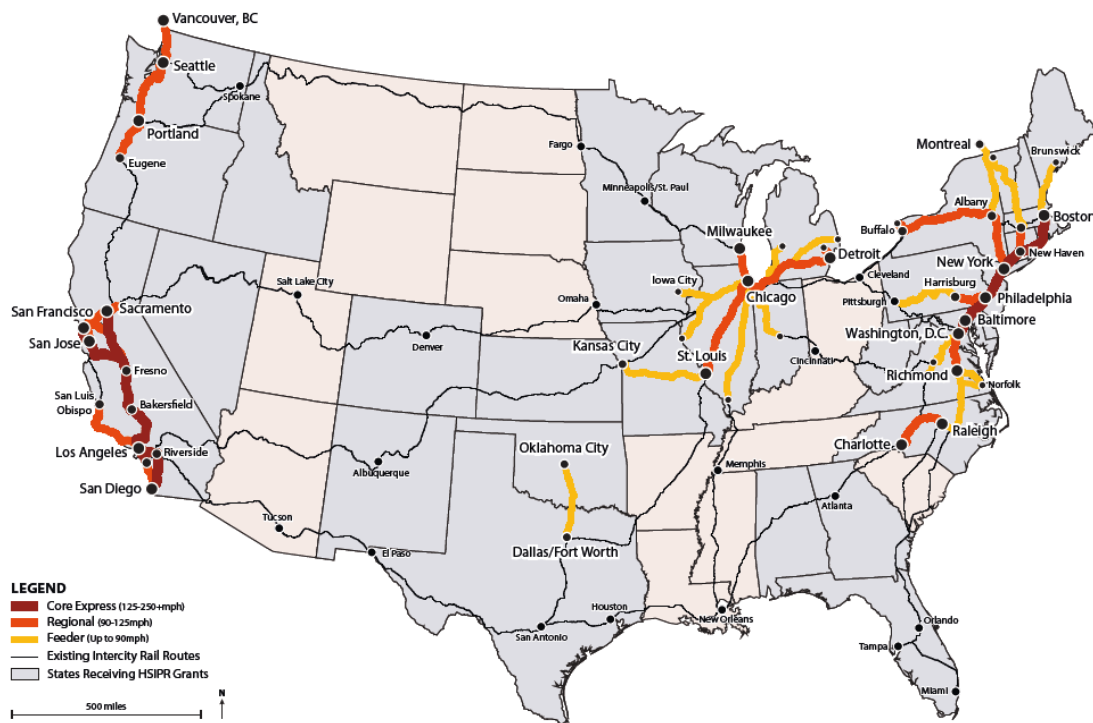 Vancouver, BC
Seattle
Spokane
Portland
Eugene
Fargo
Minneapolis/St. Paul
Montreal
Brunswick
Albany
Boston
Buffalo
Milwaukee
Detroit
New Haven
New York
Cleveland
Harrisburg
Iowa City
Chicago
Pittsburgh
Philadelphia
Salt Lake City
Omaha
Baltimore
San Francisco
Sacramento
Washington, D.C.
San Jose
Denver
Kansas City
St. Louis
Cincinnati
Fresno
Richmond
Norfolk
San Luis
Obispo
Bakersfield
Raleigh
Los Angeles
Riverside
Charlotte
Oklahoma City
Albuquerque
Memphis
San Diego
Atlanta
Tucson
El Paso
Dallas/Fort Worth
Houston
New Orleans
San Antonio
Orlando
Tampa
Miami
LEGEND
Core Express (125-250+mph)
Regional (90-125mph)
Feeder (Up to 90mph)
Existing Intercity Rail Routes
States Receiving HSIPR Grants
500 miles
N